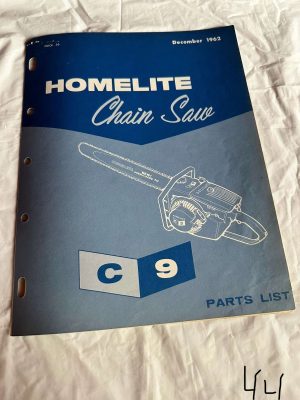 December 1962
HOMELITE
Chain Saw
C 9
PARTS LIST
44